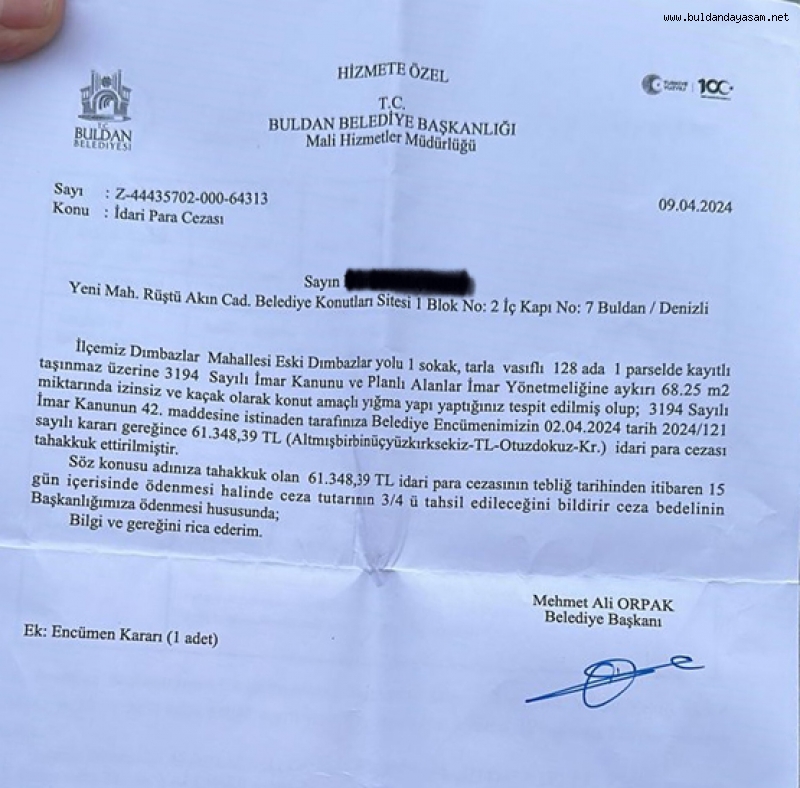 www.buldandayasam.net
HİZMETE ÖZEL
TÜRKİYE YÜZYILI 100
T.C.
BULDAN BELEDİYESİ
T.C.
BULDAN BELEDİYE BAŞKANLIĞI
Mali Hizmetler Müdürlüğü
Sayı : Z-44435702-000-64313
09.04.2024
Konu : İdari Para Cezası
Sayın
Yeni Mah. Rüştü Akın Cad. Belediye Konutları Sitesi 1 Blok No: 2 İç Kapı No: 7 Buldan / Denizli
İlçemiz Dımbazlar Mahallesi Eski Dımbazlar yolu 1 sokak, tarla vasıflı 128 ada 1 parselde kayıtlı
taşınmaz üzerine 3194 Sayılı İmar Kanunu ve Planlı Alanlar İmar Yönetmeliğine aykırı 68.25 m2
miktarında izinsiz ve kaçak olarak konut amaçlı yığma yapı yaptığınız tespit edilmiş olup; 3194 Sayılı
İmar Kanunun 42. maddesine istinaden tarafınıza Belediye Encümenimizin 02.04.2024 tarih 2024/121
sayılı kararı gereğince 61.348,39 TL (Altmışbirbinüçyüzkırksekiz-TL-Otuzdokuz-Kr.) idari para cezası
tahakkuk ettirilmiştir.
Söz konusu adınıza tahakkuk olan 61.348,39 TL idari para cezasının tebliğ tarihinden itibaren 15
gün içerisinde ödenmesi halinde ceza tutarının 3/4 ü tahsil edileceğini bildirir ceza bedelinin
Başkanlığımıza ödenmesi hususunda;
Bilgi ve gereğini rica ederim.
Mehmet Ali ORPAK
Belediye Başkanı
Ek: Encümen Kararı (1 adet)